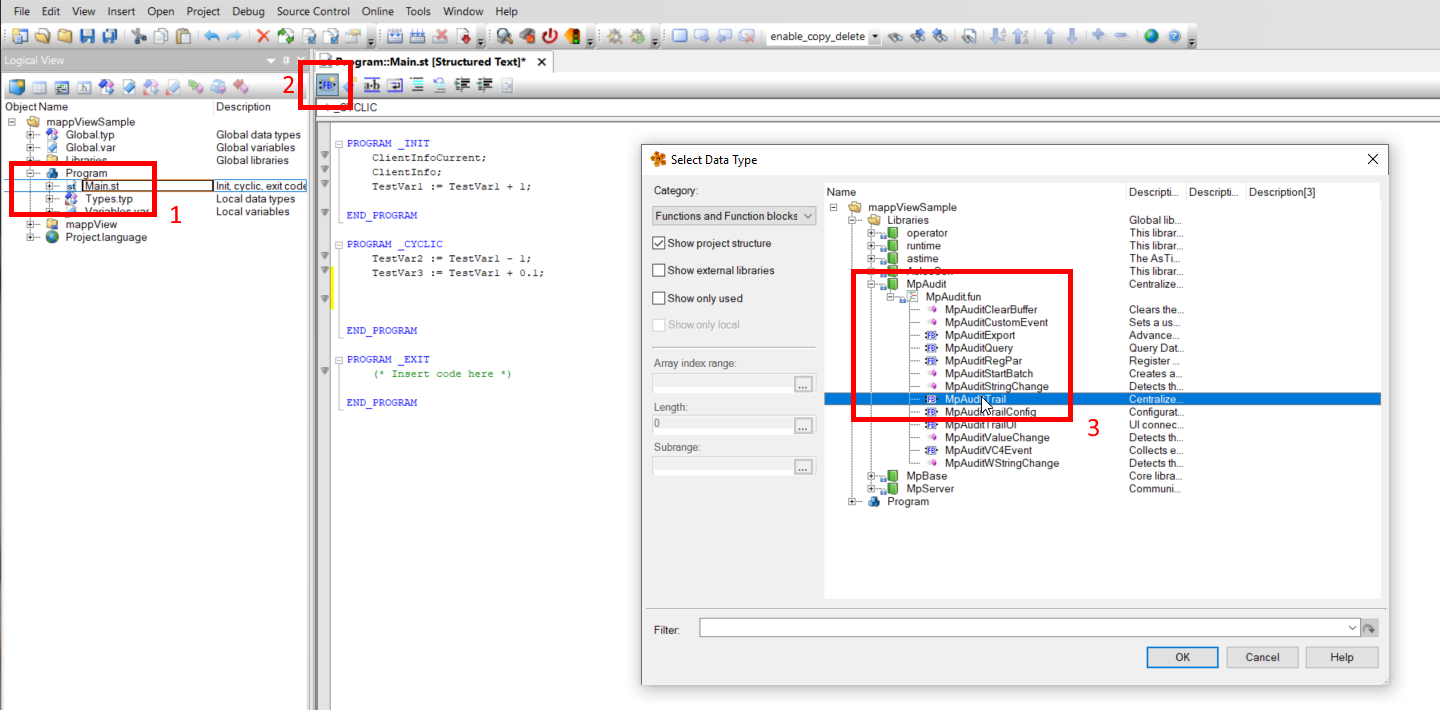 File Edit View Insert Open Project Debug Source Control Online Tools Window Help
enable_copy_delete
Logical View
Program::Main.st [Structured Text]*
2
FB
a-b
Object Name Description
_CYCLIC
mappViewSample
Global.typ Global data types
Global.var Global variables
Libraries Global libraries
Program
st Main.st Init, cyclic, exit code
Types.typ Local data types
Variables.var Local variables
1
mappView
Project.language
PROGRAM _INIT
ClientInfoCurrent;
ClientInfo;
TestVar1 := TestVar1 + 1;
END_PROGRAM
PROGRAM _CYCLIC
TestVar2 := TestVar1 - 1;
TestVar3 := TestVar1 + 0.1;
END_PROGRAM
PROGRAM _EXIT
(* Insert code here *)
END_PROGRAM
Select Data Type
Category:
Functions and Function blocks
Show project structure
Show external libraries
Show only used
Show only local
Array index range:
...
Length:
0
...
Subrange:
...
Name Descripti... Descripti... Description[3]
mappViewSample
Libraries Global lib...
operator This librar...
runtime This librar...
astime The AsTi...
This librar...
MpAudit Centralize...
MpAudit.fun
MpAuditClearBuffer Clears the...
MpAuditCustomEvent Sets a us...
FB MpAuditExport Advance...
FB MpAuditQuery Query Dat...
FB MpAuditRegPar Register ...
MpAuditStartBatch Creates a...
MpAuditStringChange Detects th...
FB MpAuditTrail Centralize...
FB MpAuditTrailConfig Configurat...
FB MpAuditTrailUI UI connec...
MpAuditValueChange Detects th...
FB MpAuditVC4Event Collects e...
MpAuditWStringChange Detects th...
3
MpBase Core libra...
MpServer Communi...
Program
Filter:
OK Cancel Help